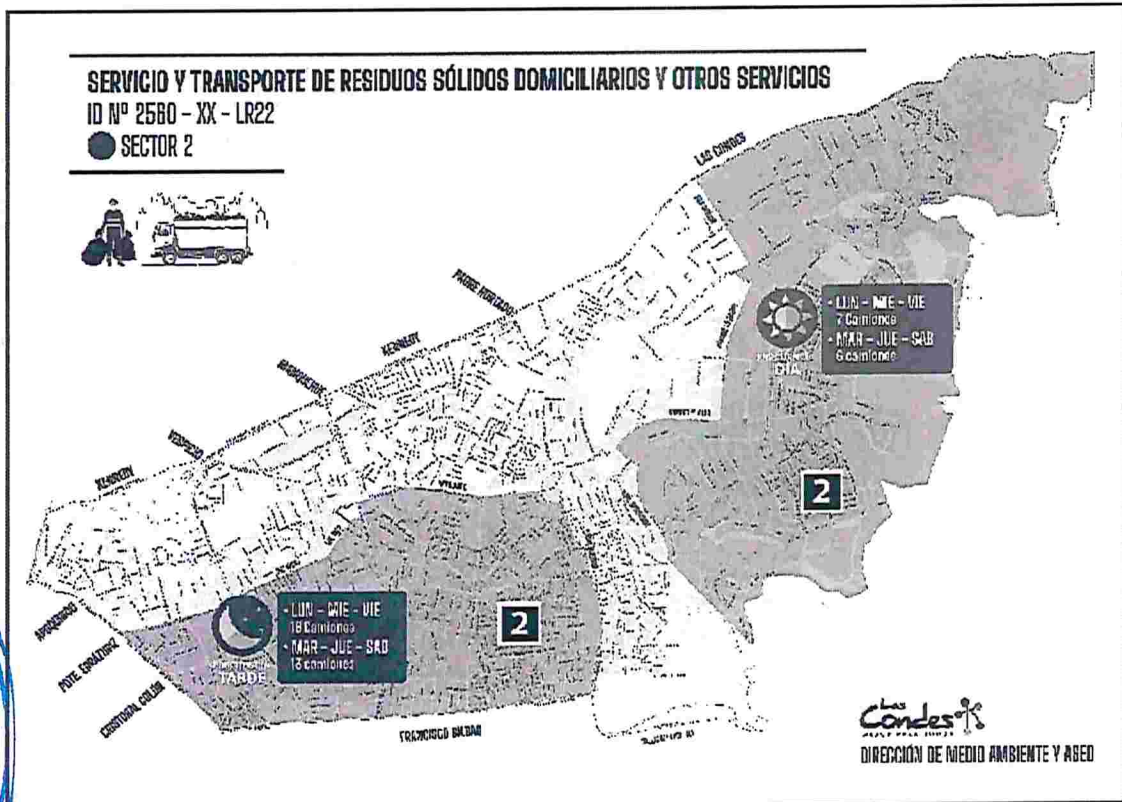 SERVICIO Y TRANSPORTE DE RESIDUOS SÓLIDOS DOMICILIARIOS Y OTROS SERVICIOS
ID Nº 2560 - XX - LR22
SECTOR 2
LAS CONDES
PADRE HURTADO
KENNEDY
KENNEDY
• LUN - MIE - VIE
7 Camiones
• MAR - JUE - SAB
6 camiones
DIA
2
• LUN - MIE - VIE
18 Camiones
• MAR - JUE - SAB
13 camiones
TARDE
2
APOQUINDO
PDTE ERRÁZURIZ
CRISTOBAL COLÓN
FRANCISCO BILBAO
Las
Condes
DIRECCIÓN DE MEDIO AMBIENTE Y ASEO